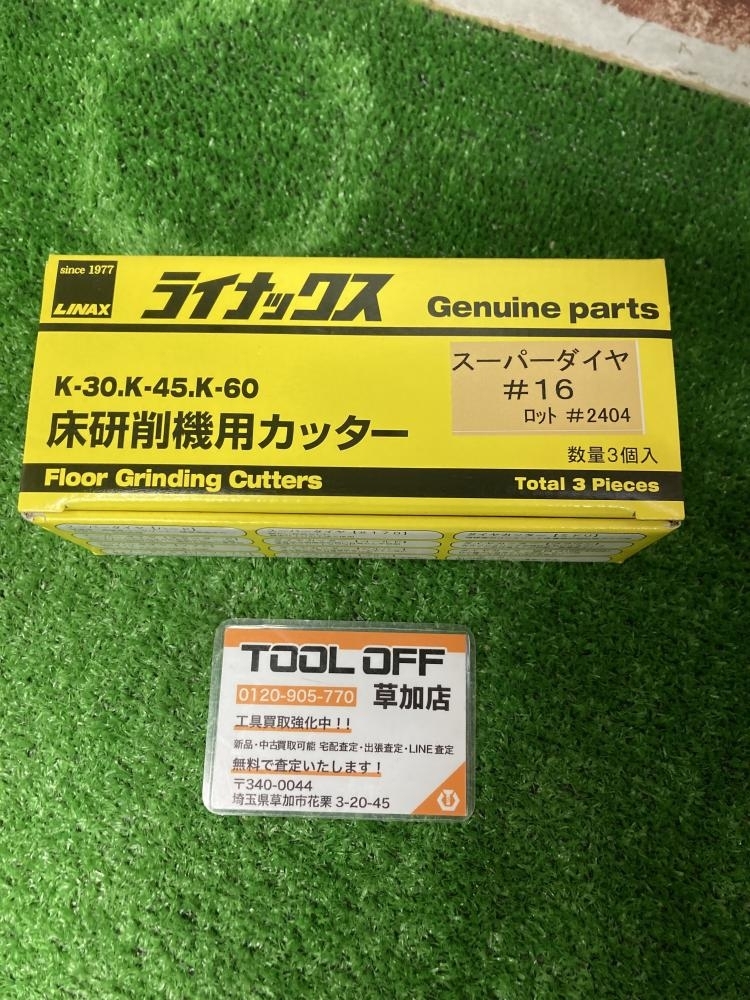 since 1977
LINAX
ライナックス
Genuine parts
K-30.K-45.K-60
床研削機用カッター
スーパーダイヤ
#16
ロット #2404
数量3個入
Floor Grinding Cutters
Total 3 Pieces
TOOL OFF
0120-905-770 草加店
工具買取強化中!!
新品・中古買取可能 宅配査定・出張査定・LINE査定
無料で査定いたします!
〒340-0044
埼玉県草加市花栗 3-20-45